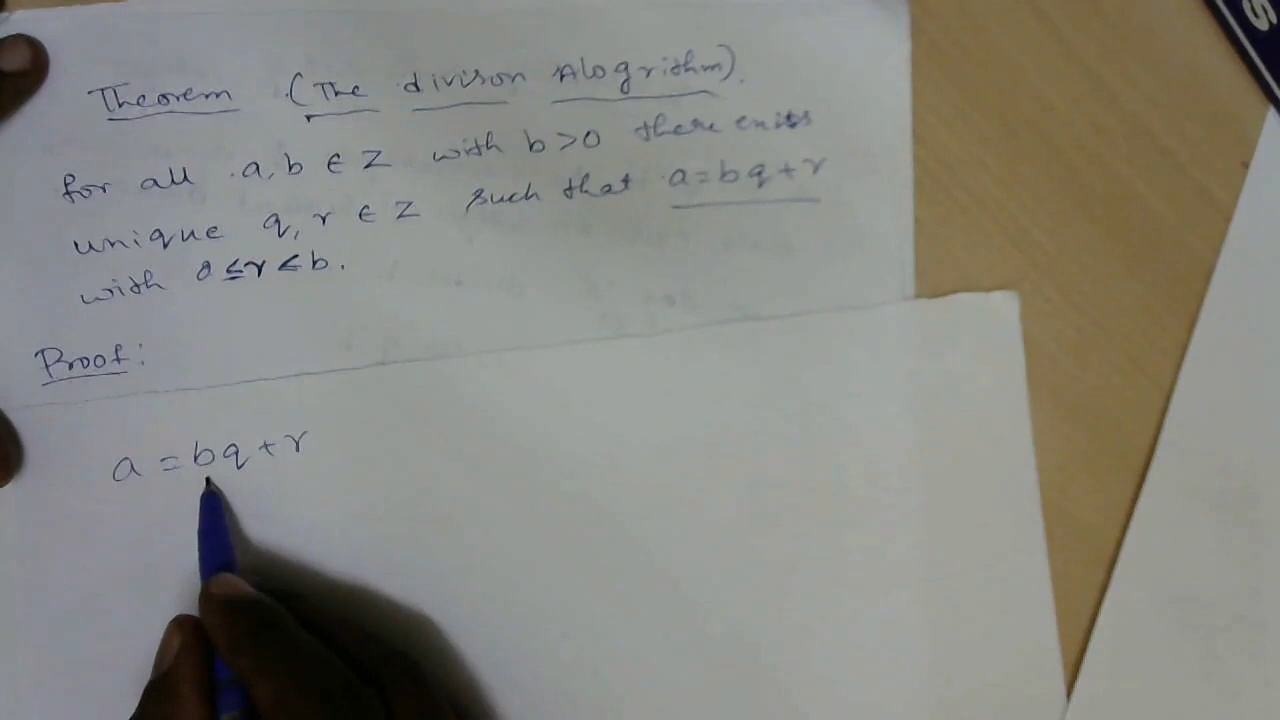 Theorem (The divison Alogrithm).
for all a, b ∈ Z with b > 0 there exits
unique q, r ∈ Z such that a = bq + r
with 0 ≤ r < b.
Proof:
a = bq + r
S